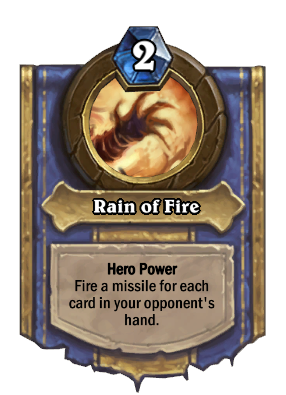 2
Rain of Fire
Hero Power
Fire a missile for each
card in your opponent's
hand.